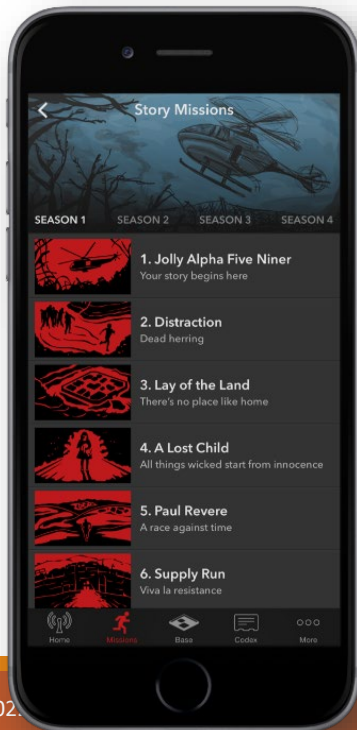 Story Missions
SEASON 1 SEASON 2 SEASON 3 SEASON 4
1. Jolly Alpha Five Niner
Your story begins here
2. Distraction
Dead herring
3. Lay of the Land
There's no place like home
4. A Lost Child
All things wicked start from innocence
5. Paul Revere
A race against time
6. Supply Run
Viva la resistance
Home Missions Base Codex More